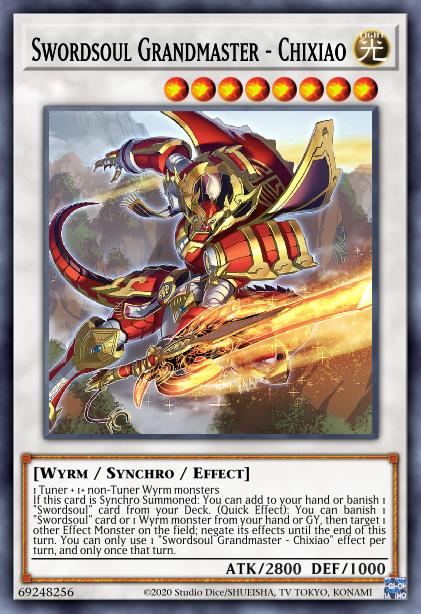 SWORDSOUL GRANDMASTER - CHIXIAO
LIGHT
光
[WYRM / SYNCHRO / EFFECT]
1 Tuner + 1+ non-Tuner Wyrm monsters
If this card is Synchro Summoned: You can add to your hand or banish 1
"Swordsoul" card from your Deck. (Quick Effect): You can banish 1
"Swordsoul" card or 1 Wyrm monster from your hand or GY, then target 1
other Effect Monster on the field; negate its effects until the end of this
turn. You can only use 1 "Swordsoul Grandmaster - Chixiao" effect per
turn, and only once that turn.
ATK/2800 DEF/1000
69248256
©2020 Studio Dice/SHUEISHA, TV TOKYO, KONAMI